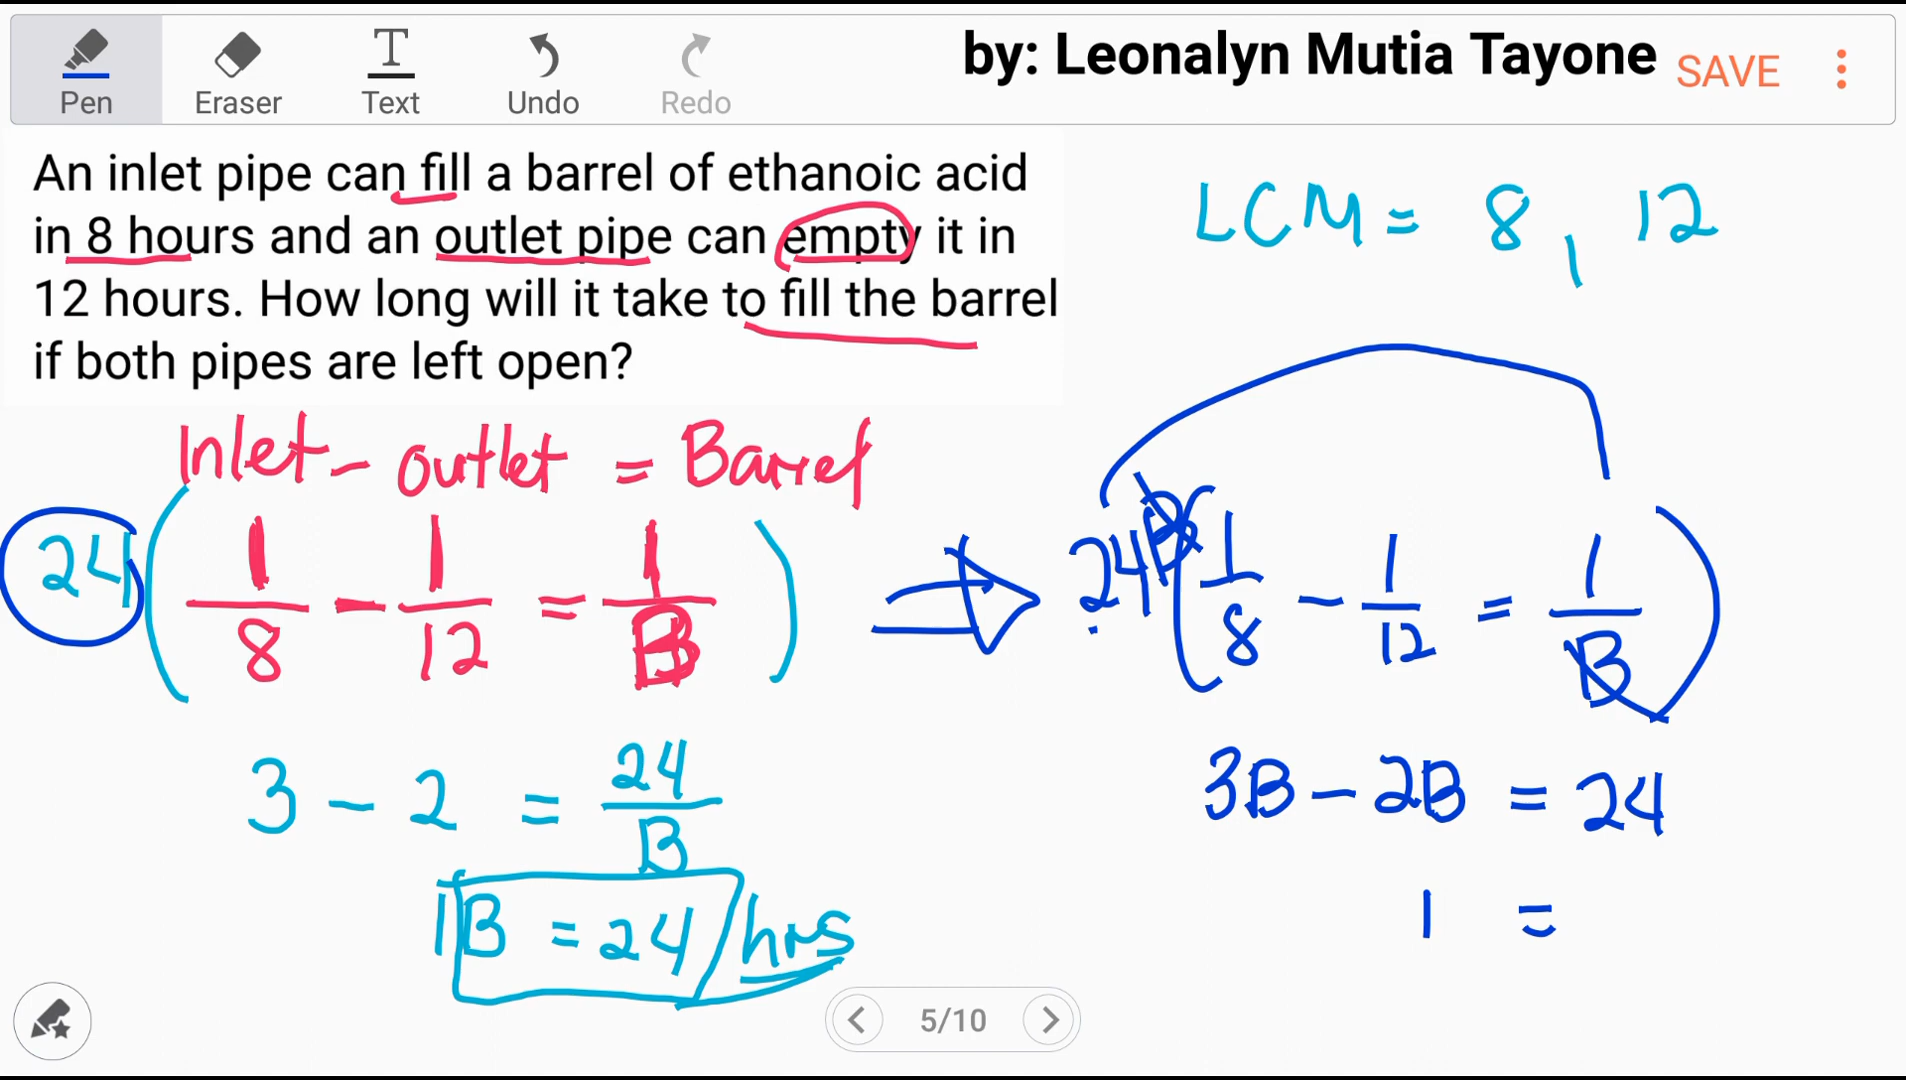 by: Leonalyn Mutia Tayone
SAVE
Pen Eraser Text Undo Redo
An inlet pipe can fill a barrel of ethanoic acid
in 8 hours and an outlet pipe can empty it in
12 hours. How long will it take to fill the barrel
if both pipes are left open?
LCM = 8, 12
Inlet - outlet = Barrel
24 ( 1/8 - 1/12 = 1/B )
3 - 2 = 24/B
1B = 24 hrs
24B ( 1/8 - 1/12 = 1/B )
3B - 2B = 24
1 =
5/10